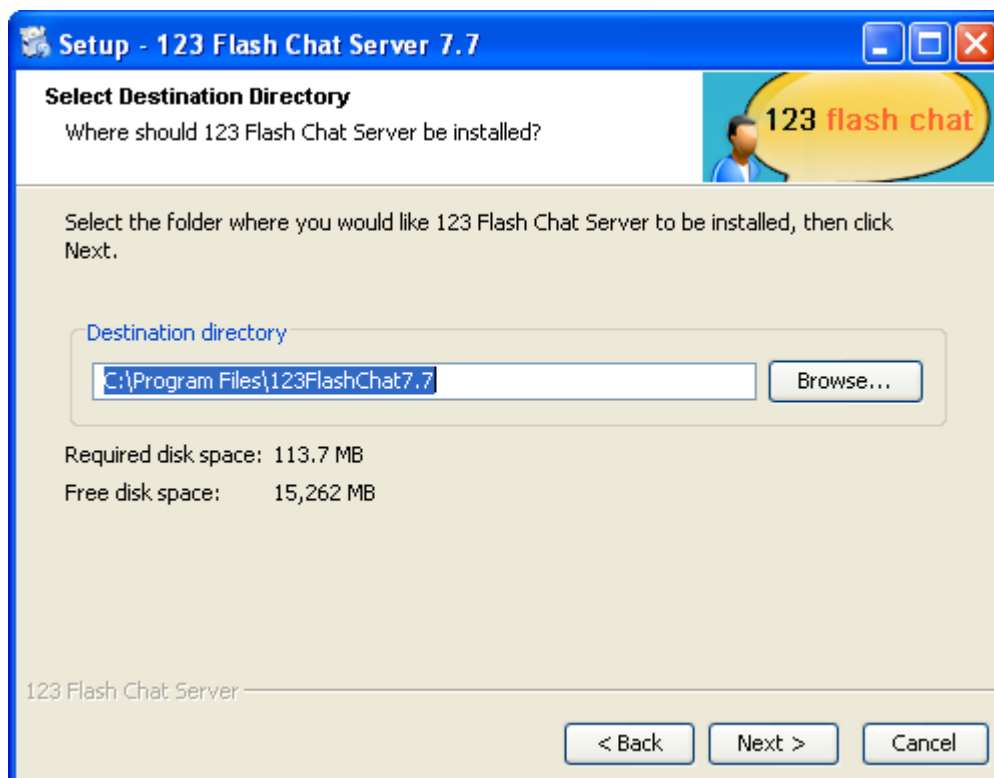 Setup - 123 Flash Chat Server 7.7
Select Destination Directory
Where should 123 Flash Chat Server be installed?
123 flash chat
Select the folder where you would like 123 Flash Chat Server to be installed, then click
Next.
Destination directory
C:\Program Files\123FlashChat7.7
Browse...
Required disk space: 113.7 MB
Free disk space: 15,262 MB
123 Flash Chat Server
< Back Next > Cancel